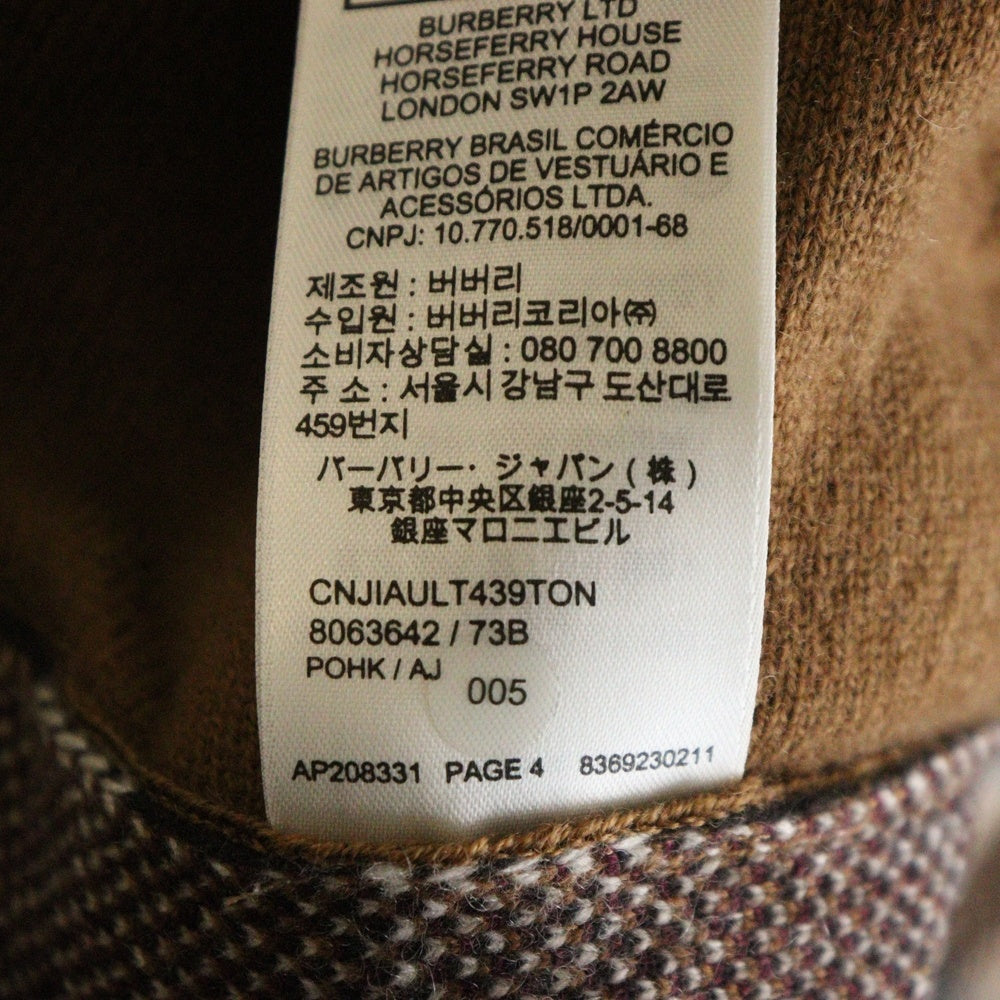 BURBERRY LTD
HORSEFERRY HOUSE
HORSEFERRY ROAD
LONDON SW1P 2AW
BURBERRY BRASIL COMÉRCIO
DE ARTIGOS DE VESTUÁRIO E
ACESSÓRIOS LTDA.
CNPJ: 10.770.518/0001-68
제조원 : 버버리
수입원 : 버버리코리아㈜
소비자상담실 : 080 700 8800
주 소 : 서울시 강남구 도산대로
459번지
バーバリー· ジャパン ( 株 )
東京都中央区銀座2-5-14
銀座マロニエビル
CNJIAULT439TON
8063642 / 73B
POHK / AJ
005
AP208331 PAGE 4 8369230211